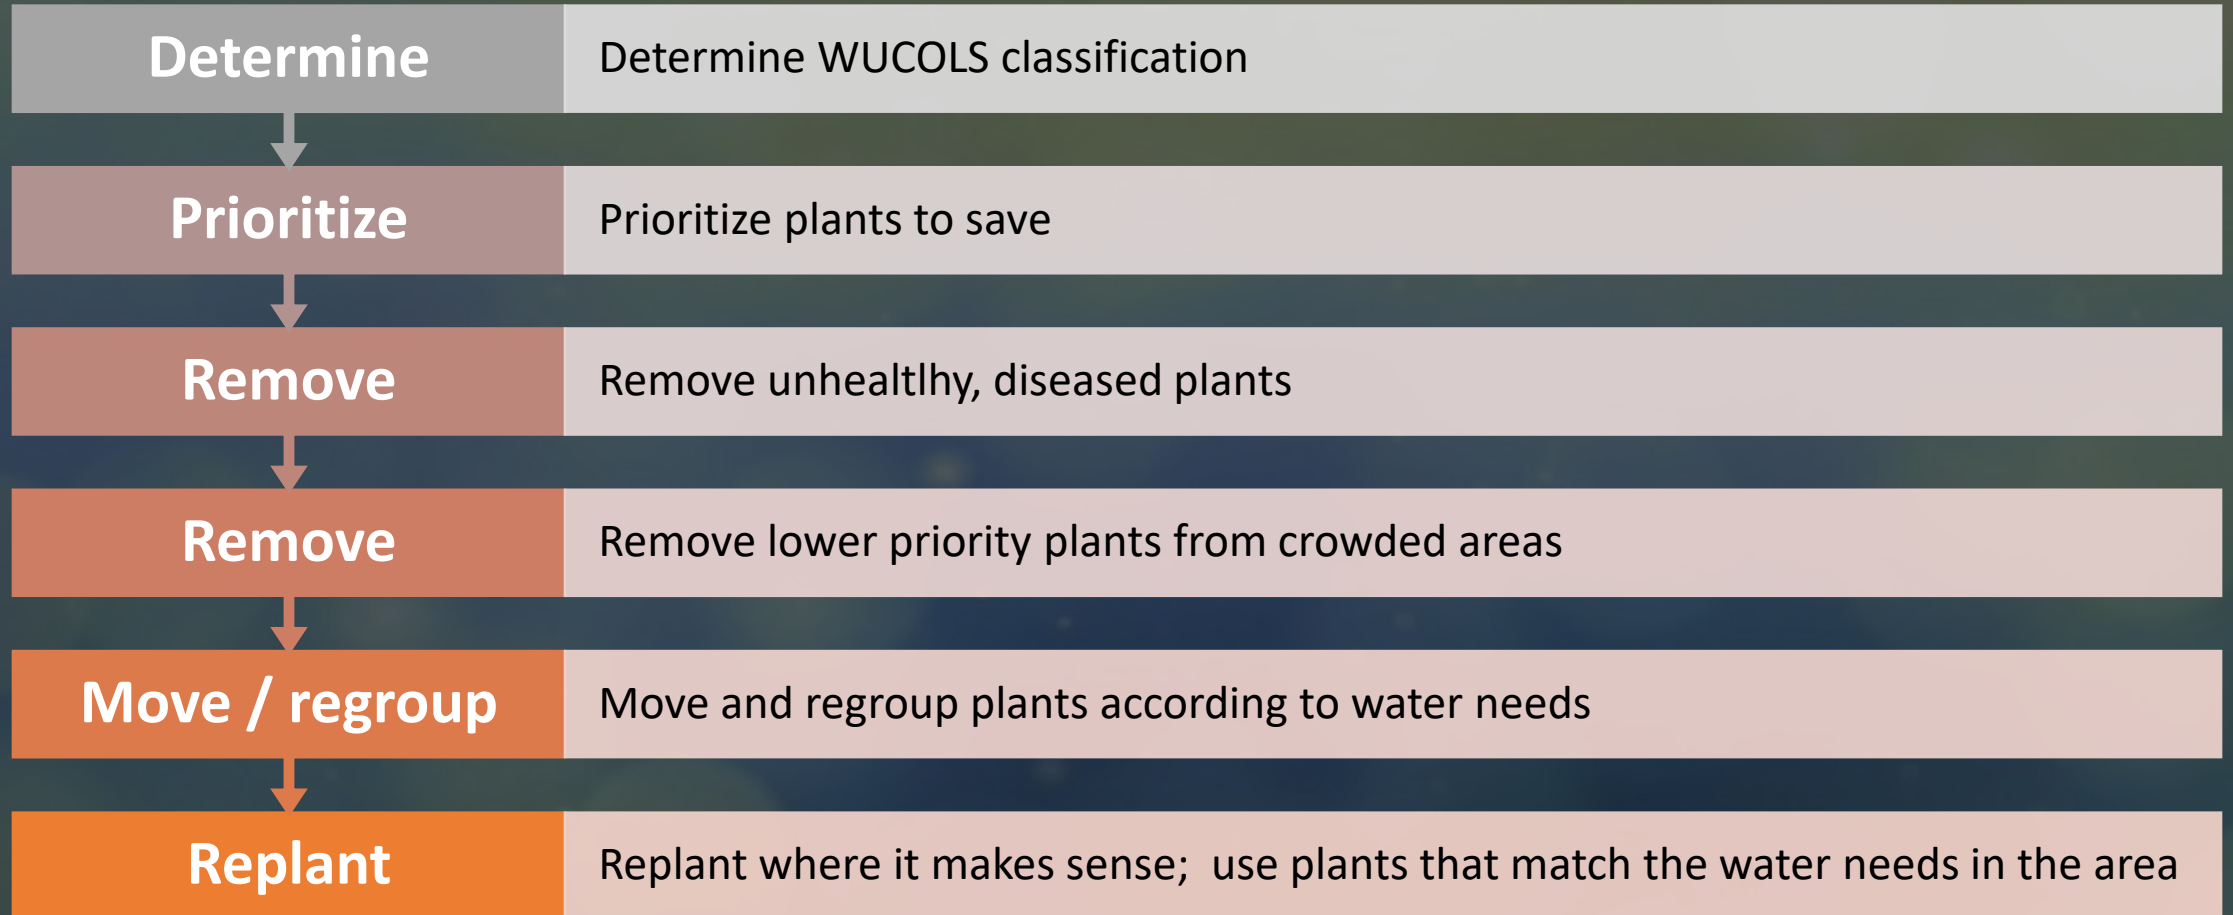 Determine
Determine WUCOLS classification
Prioritize
Prioritize plants to save
Remove
Remove unhealtlhy, diseased plants
Remove
Remove lower priority plants from crowded areas
Move / regroup
Move and regroup plants according to water needs
Replant
Replant where it makes sense;  use plants that match the water needs in the area